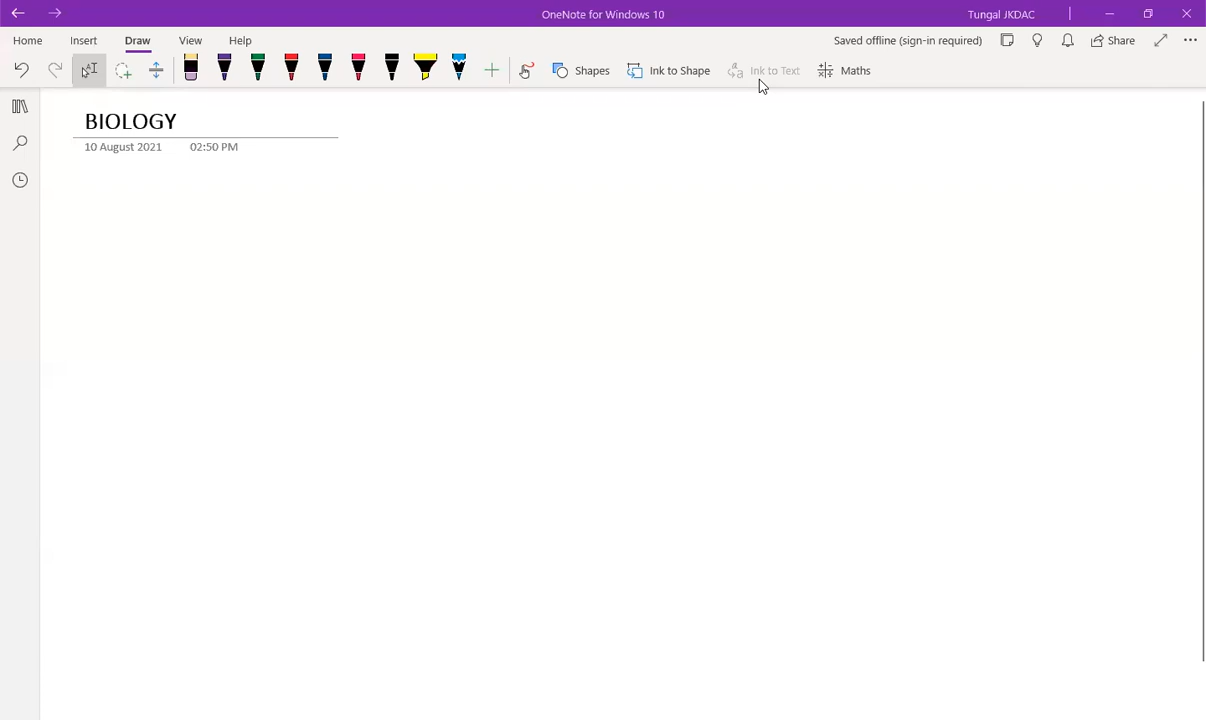 OneNote for Windows 10
Tungal JKDAC
Home Insert Draw View Help
Saved offline (sign-in required) Share
Shapes Ink to Shape Ink to Text Maths
BIOLOGY
10 August 2021 02:50 PM